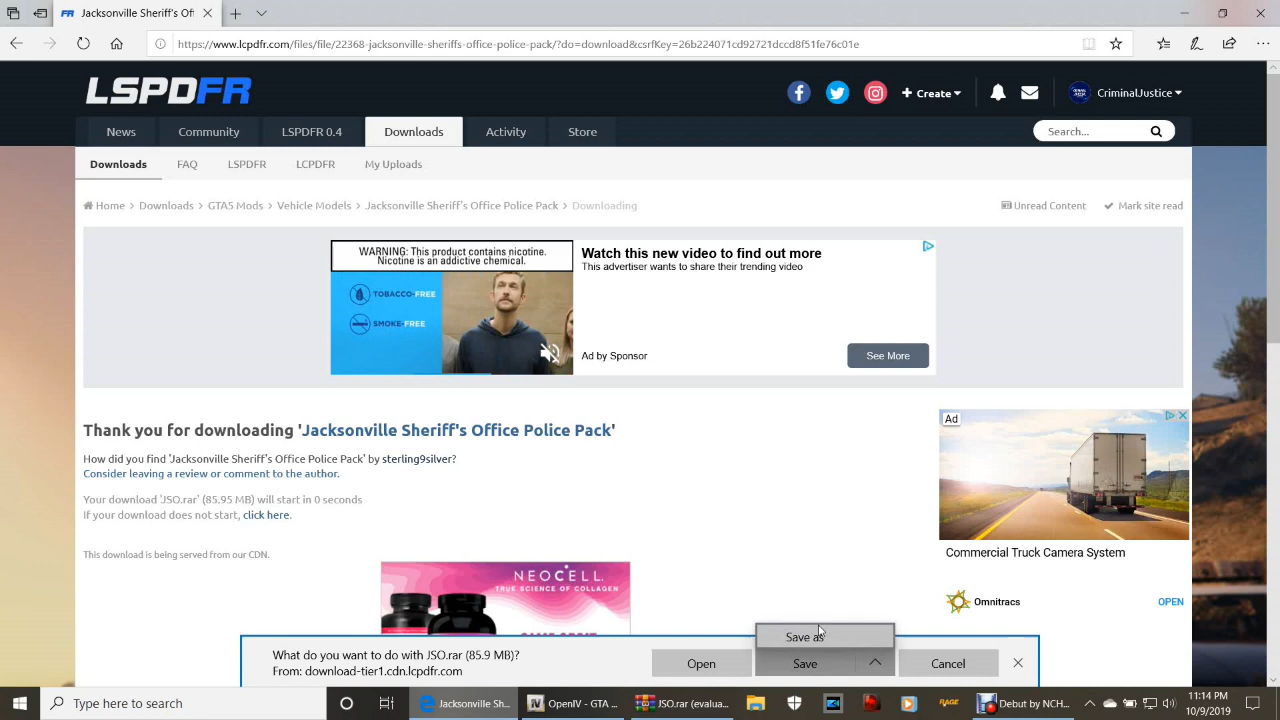 https://www.lcpdfr.com/files/file/22368-jacksonville-sheriffs-office-police-pack/?do=download&csrfKey=26b224071cd92721dccd8f51fe76c01e
LSPDFR
Create
CriminalJustice
News
Community
LSPDFR 0.4
Downloads
Activity
Store
Search...
Downloads
FAQ
LSPDFR
LCPDFR
My Uploads
Home > Downloads > GTA5 Mods > Vehicle Models > Jacksonville Sheriff's Office Police Pack > Downloading
Unread Content
Mark site read
WARNING: This product contains nicotine.
Nicotine is an addictive chemical.
TOBACCO-FREE
SMOKE-FREE
Watch this new video to find out more
This advertiser wants to share their trending video
Ad by Sponsor
See More
Thank you for downloading 'Jacksonville Sheriff's Office Police Pack'
How did you find 'Jacksonville Sheriff's Office Police Pack' by sterling9silver?
Consider leaving a review or comment to the author.
Your download 'JSO.rar' (85.95 MB) will start in 0 seconds
If your download does not start, click here.
This download is being served from our CDN.
Ad
Commercial Truck Camera System
Omnitracs
OPEN
NEOCELL
TRUE SCIENCE OF COLLAGEN
Save as
What do you want to do with JSO.rar (85.9 MB)?
From: download-tier1.cdn.lcpdfr.com
Open
Save
Cancel
Type here to search
Jacksonville Sh...
OpenIV - GTA ...
JSO.rar (evalua...
RAGE
Debut by NCH...
11:14 PM
10/9/2019